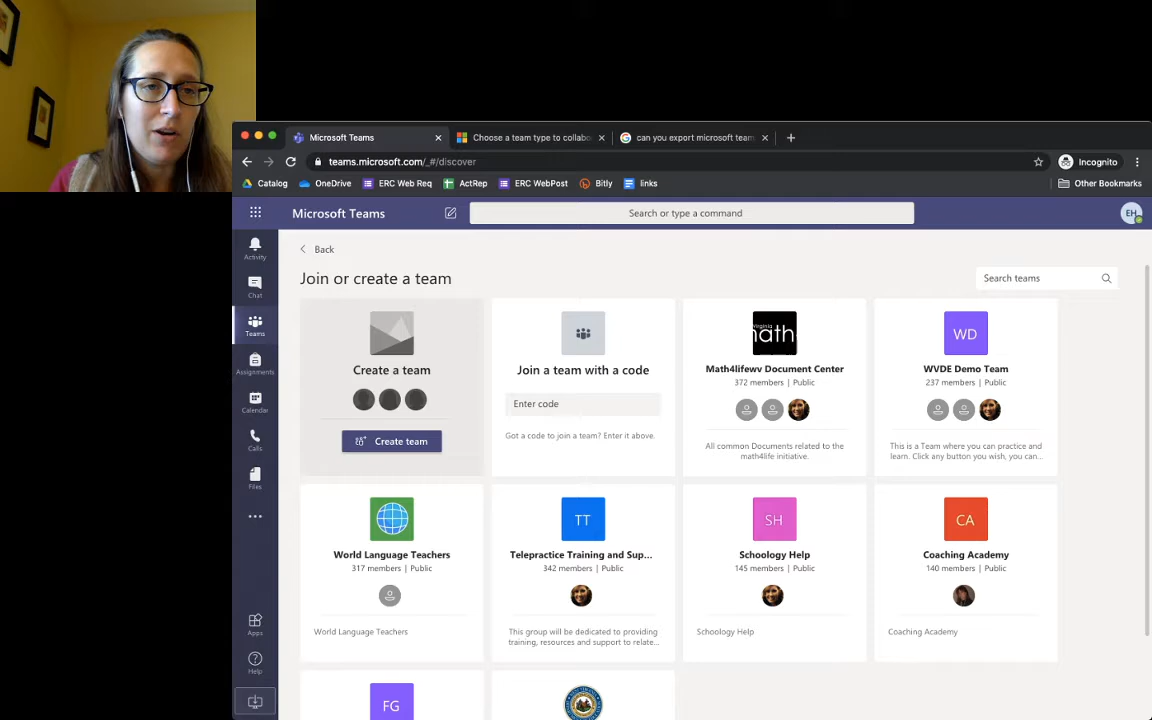 Microsoft Teams
Choose a team type to collabo
can you export microsoft team
teams.microsoft.com/_#/discover
Incognito
Catalog
OneDrive
ERC Web Req
ActRep
ERC WebPost
Bitly
links
Other Bookmarks
Microsoft Teams
Search or type a command
EH
Activity
Chat
Teams
Assignments
Calendar
Calls
Files
Apps
Help
Back
Join or create a team
Search teams
Create a team
Create team
Join a team with a code
Enter code
Got a code to join a team? Enter it above.
math
Math4lifewv Document Center
372 members | Public
All common Documents related to the
math4life initiative.
WD
WVDE Demo Team
237 members | Public
This is a Team where you can practice and
learn. Click any button you wish, you can...
World Language Teachers
317 members | Public
World Language Teachers
TT
Telepractice Training and Sup...
342 members | Public
This group will be dedicated to providing
training, resources and support to relate...
SH
Schoology Help
145 members | Public
Schoology Help
CA
Coaching Academy
140 members | Public
Coaching Academy
FG